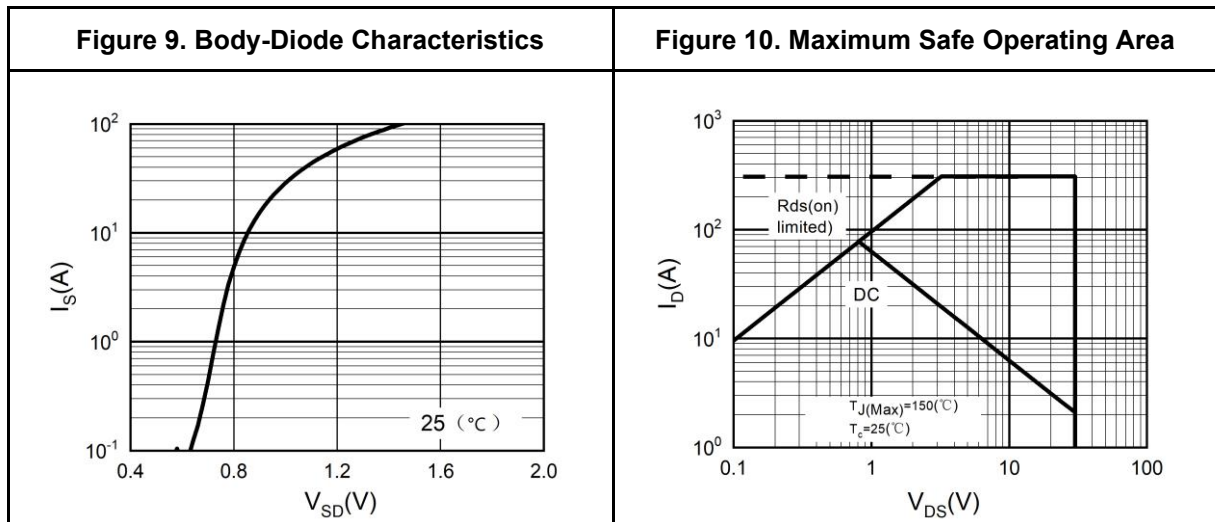 Figure 9. Body-Diode Characteristics
Figure 10. Maximum Safe Operating Area
10²
10¹
10⁰
10⁻¹
I_S(A)
25（℃）
0.4 0.8 1.2 1.6 2.0
V_SD(V)
10³
10²
10¹
10⁰
I_D(A)
Rds(on)
limited)
DC
T_J(Max)=150(℃)
T_c=25(℃)
0.1 1 10 100
V_DS(V)